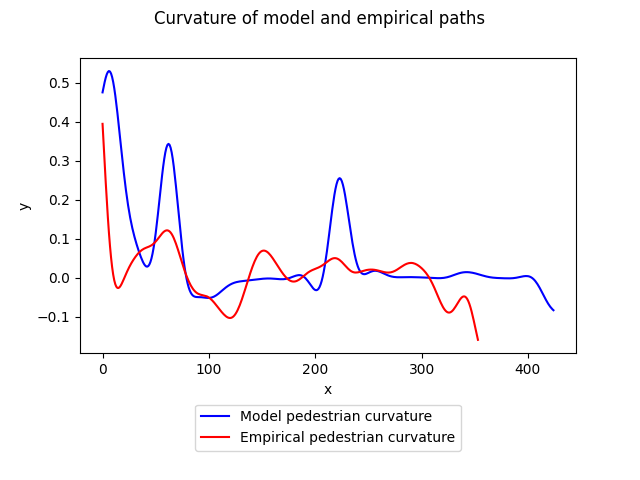 Curvature of model and empirical paths
0.5
0.4
0.3
0.2
0.1
0.0
−0.1
y
0 100 200 300 400
x
Model pedestrian curvature
Empirical pedestrian curvature